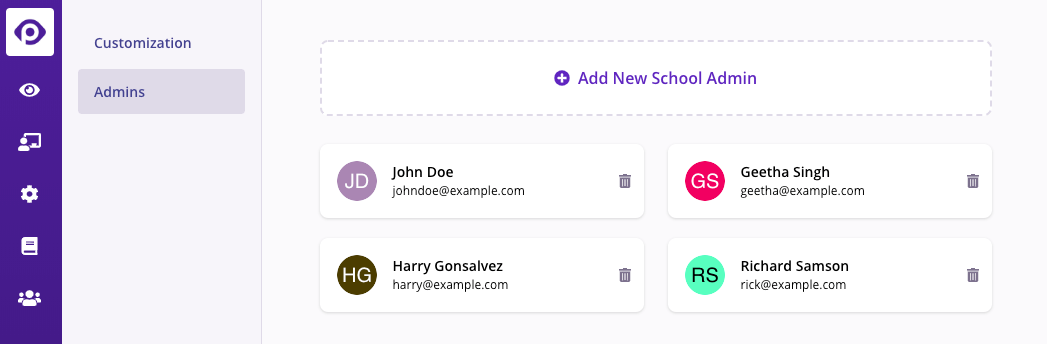 Customization
Admins
Add New School Admin
JD
John Doe
johndoe@example.com
GS
Geetha Singh
geetha@example.com
HG
Harry Gonsalvez
harry@example.com
RS
Richard Samson
rick@example.com